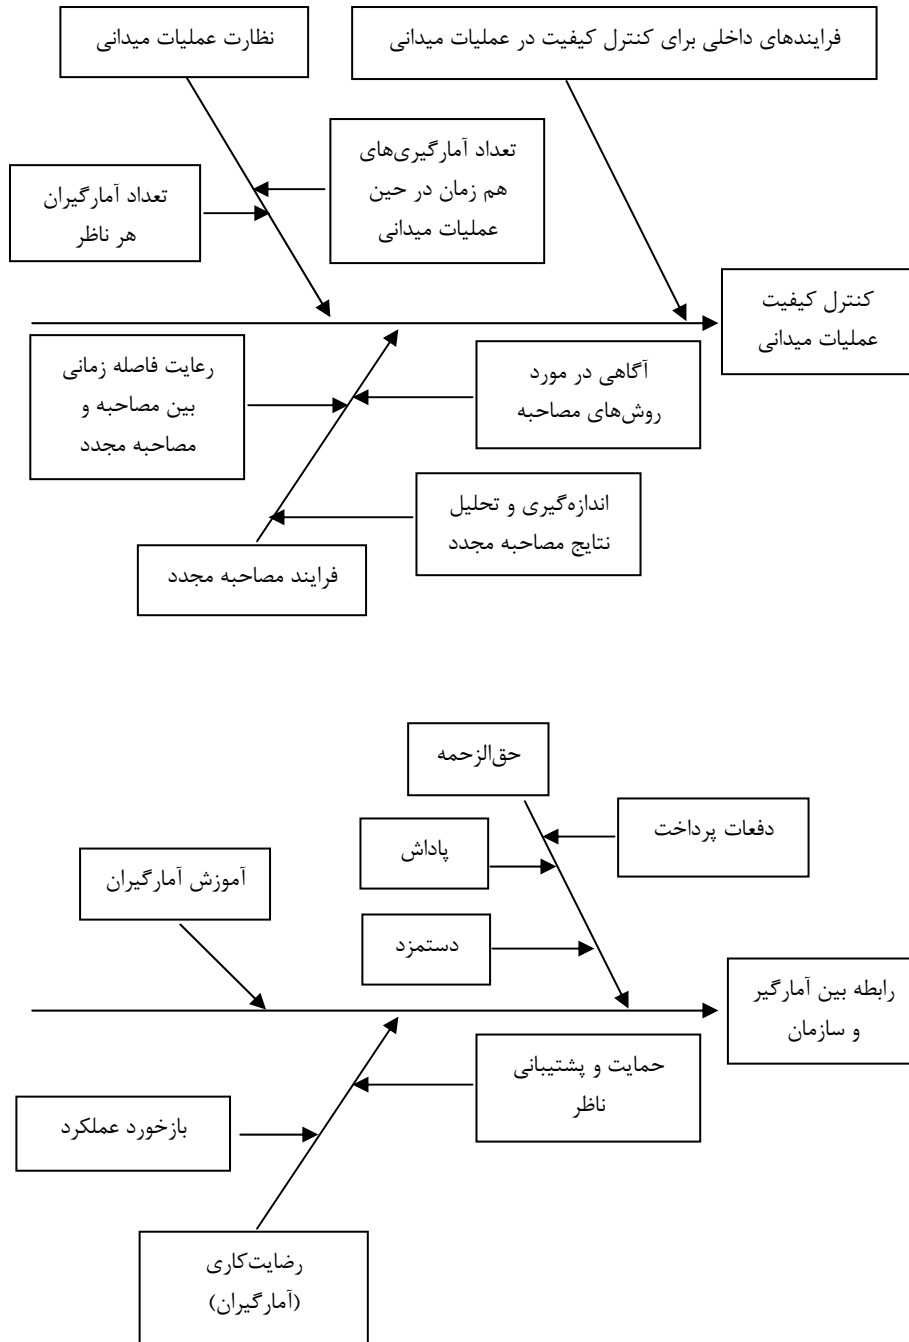 نظارت عملیات میدانی
فرایندهای داخلی برای کنترل کیفیت در عملیات میدانی
تعداد آمارگیری‌های
هم زمان در حین
عملیات میدانی
تعداد آمارگیران
هر ناظر
کنترل کیفیت
عملیات میدانی
رعایت فاصله زمانی
بین مصاحبه و
مصاحبه مجدد
آگاهی در مورد
روش‌های مصاحبه
اندازه‌گیری و تحلیل
نتایج مصاحبه مجدد
فرایند مصاحبه مجدد
حق‌الزحمه
دفعات پرداخت
پاداش
آموزش آمارگیران
دستمزد
رابطه بین آمارگیر
و سازمان
حمایت و پشتیبانی
ناظر
بازخورد عملکرد
رضایت‌کاری
(آمارگیران)